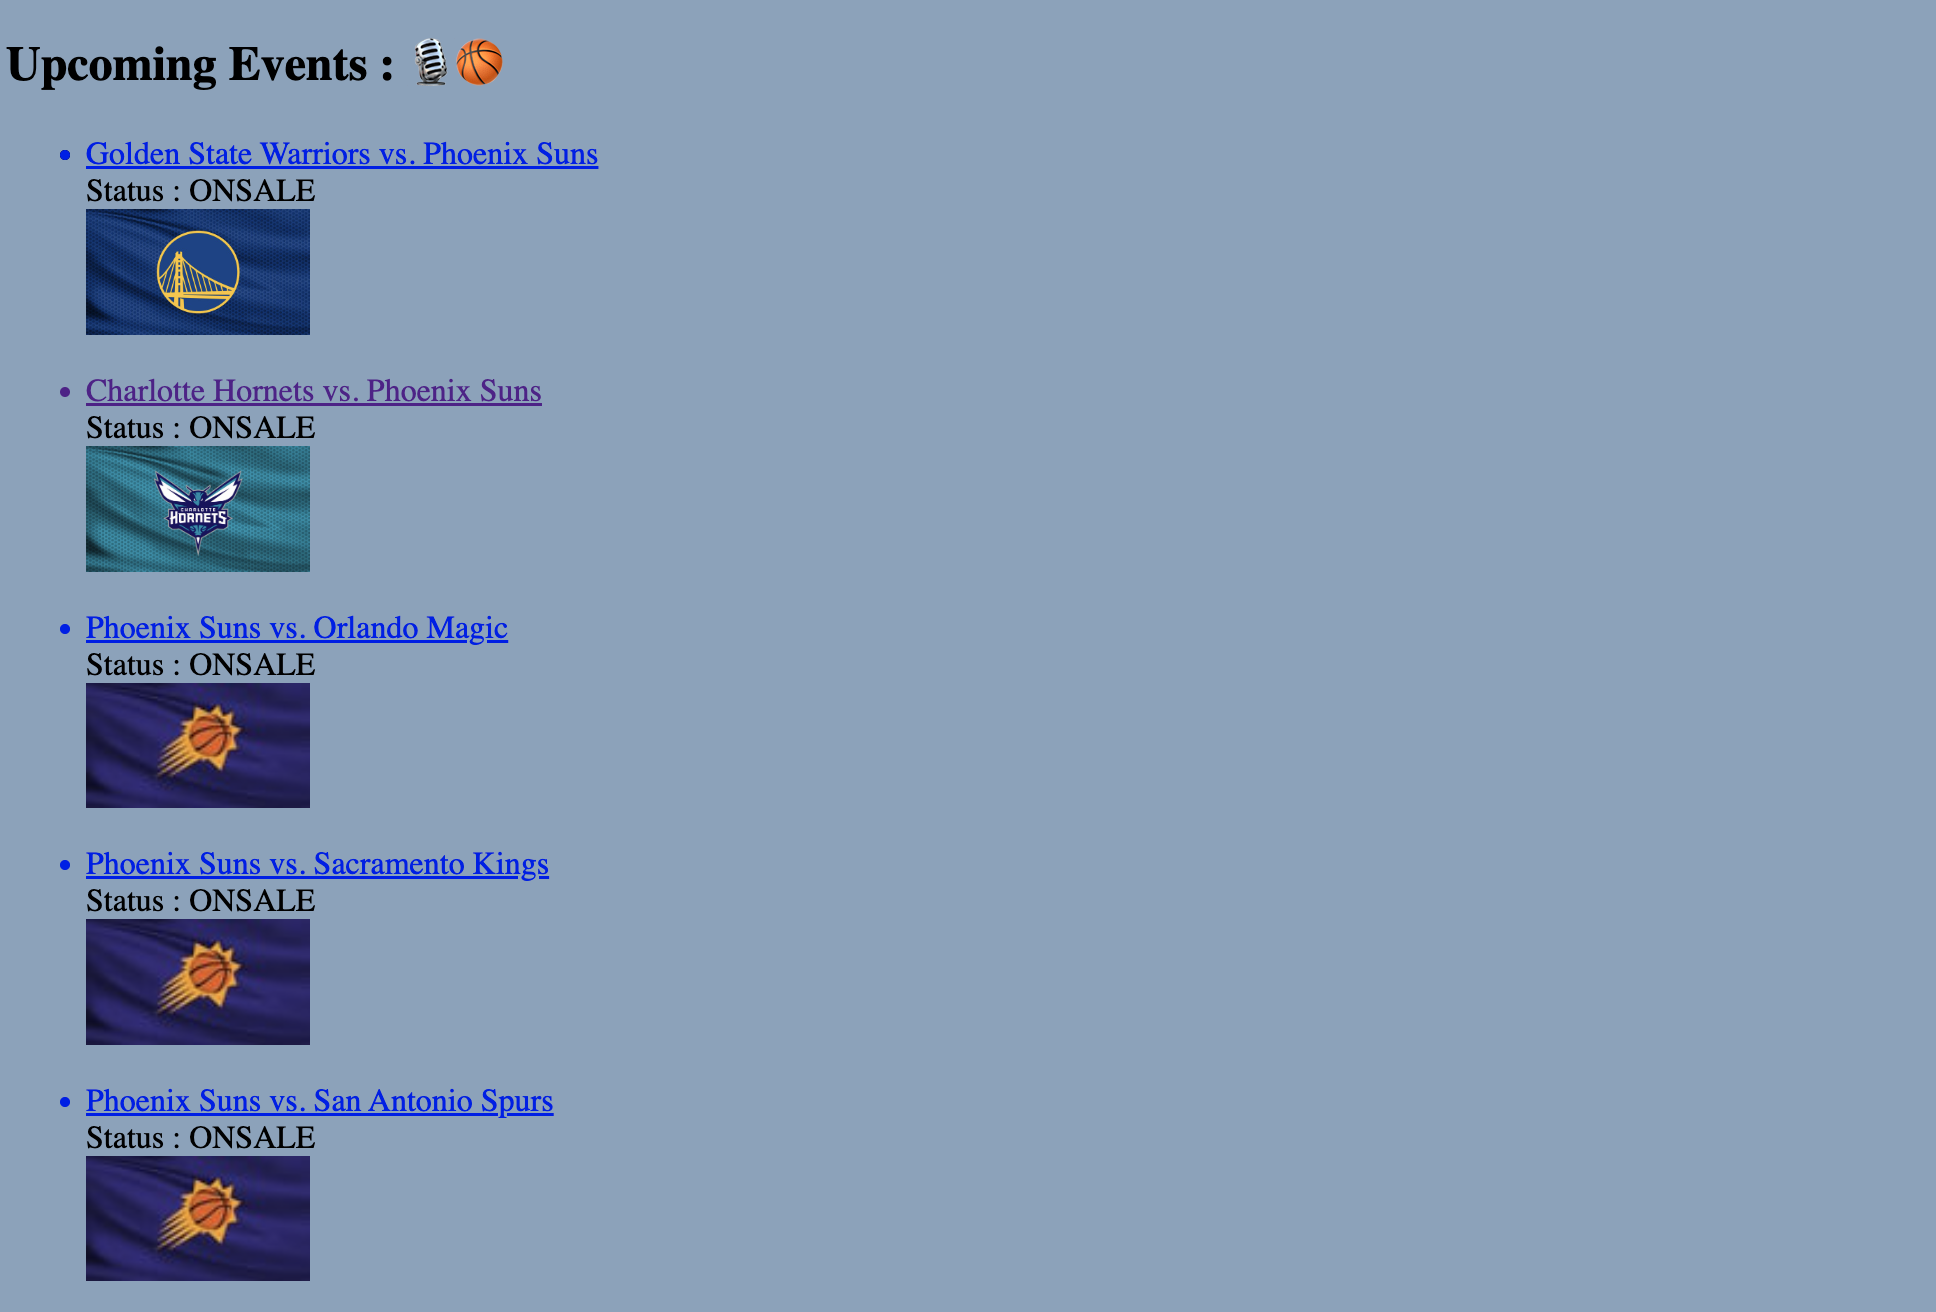 Upcoming Events : 🎙️🏀
Golden State Warriors vs. Phoenix Suns
Status : ONSALE
Charlotte Hornets vs. Phoenix Suns
Status : ONSALE
CHARLOTTE
HORNETS
Phoenix Suns vs. Orlando Magic
Status : ONSALE
Phoenix Suns vs. Sacramento Kings
Status : ONSALE
Phoenix Suns vs. San Antonio Spurs
Status : ONSALE